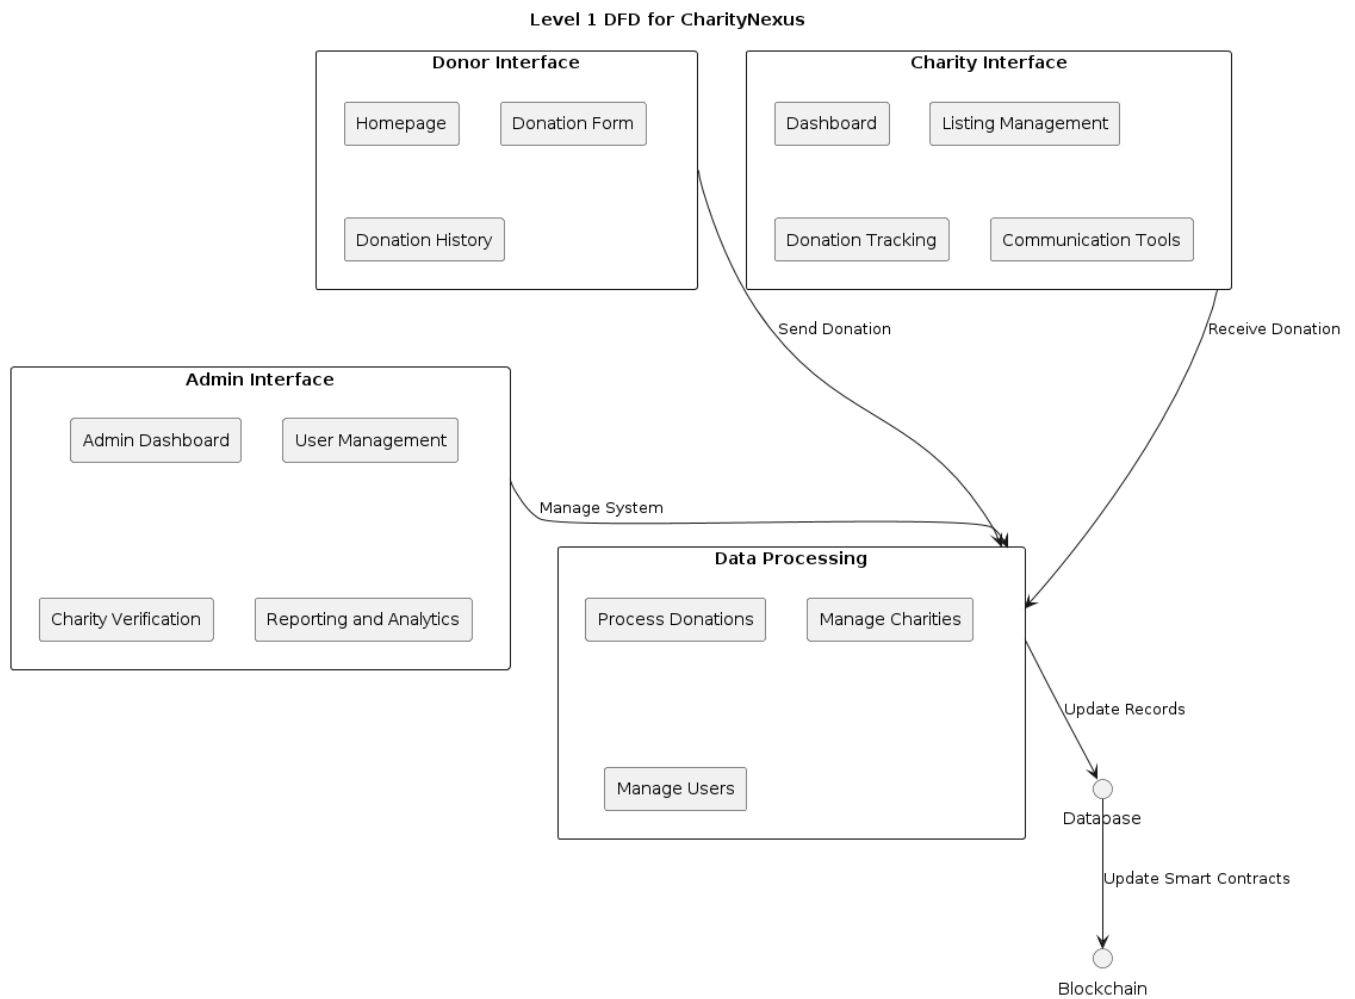 Level 1 DFD for CharityNexus
Donor Interface
Homepage
Donation Form
Donation History
Charity Interface
Dashboard
Listing Management
Donation Tracking
Communication Tools
Send Donation
Receive Donation
Admin Interface
Admin Dashboard
User Management
Charity Verification
Reporting and Analytics
Manage System
Data Processing
Process Donations
Manage Charities
Manage Users
Update Records
Database
Update Smart Contracts
Blockchain